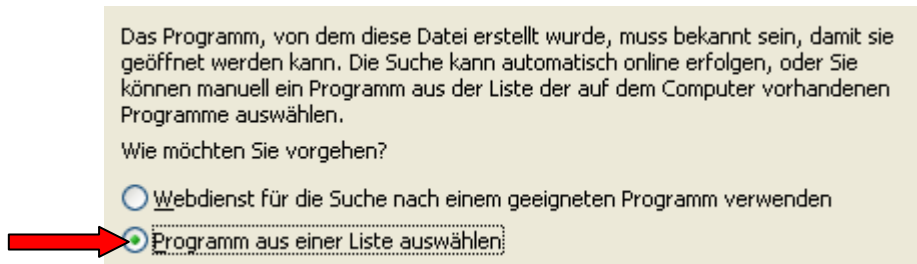 Das Programm, von dem diese Datei erstellt wurde, muss bekannt sein, damit sie
geöffnet werden kann. Die Suche kann automatisch online erfolgen, oder Sie
können manuell ein Programm aus der Liste der auf dem Computer vorhandenen
Programme auswählen.
Wie möchten Sie vorgehen?
Webdienst für die Suche nach einem geeigneten Programm verwenden
Programm aus einer Liste auswählen